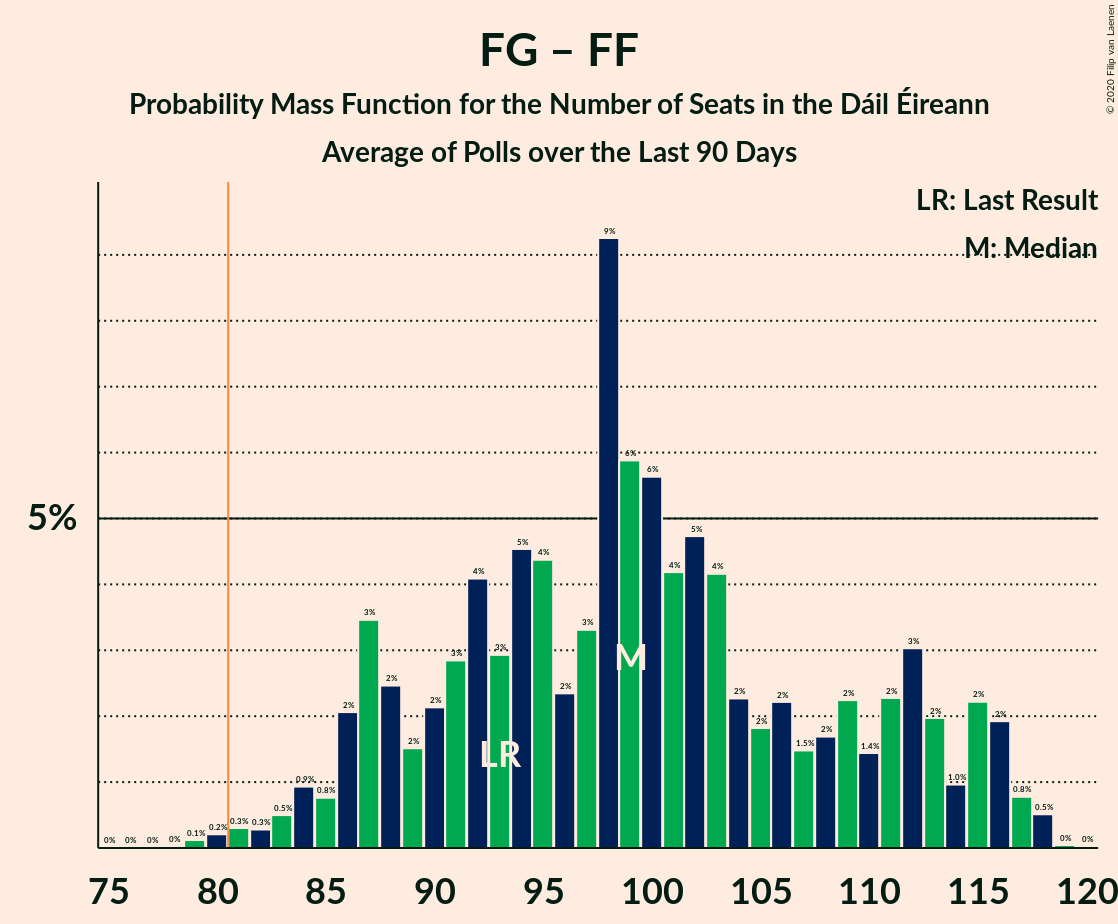 FG – FF
Probability Mass Function for the Number of Seats in the Dáil Éireann
Average of Polls over the Last 90 Days
© 2020 Filip van Laenen
LR: Last Result
M: Median
5%
0% 0% 0% 0% 0.1% 0.2% 0.3% 0.3% 0.5% 0.9% 0.8% 2% 3% 2% 2% 2% 3% 4% 3% 5% 4% 2% 3% 9% 6% 6% 4% 5% 4% 2% 2% 2% 1.5% 2% 2% 1.4% 2% 3% 2% 1.0% 2% 2% 0.8% 0.5% 0% 0%
M
LR
75 80 85 90 95 100 105 110 115 120